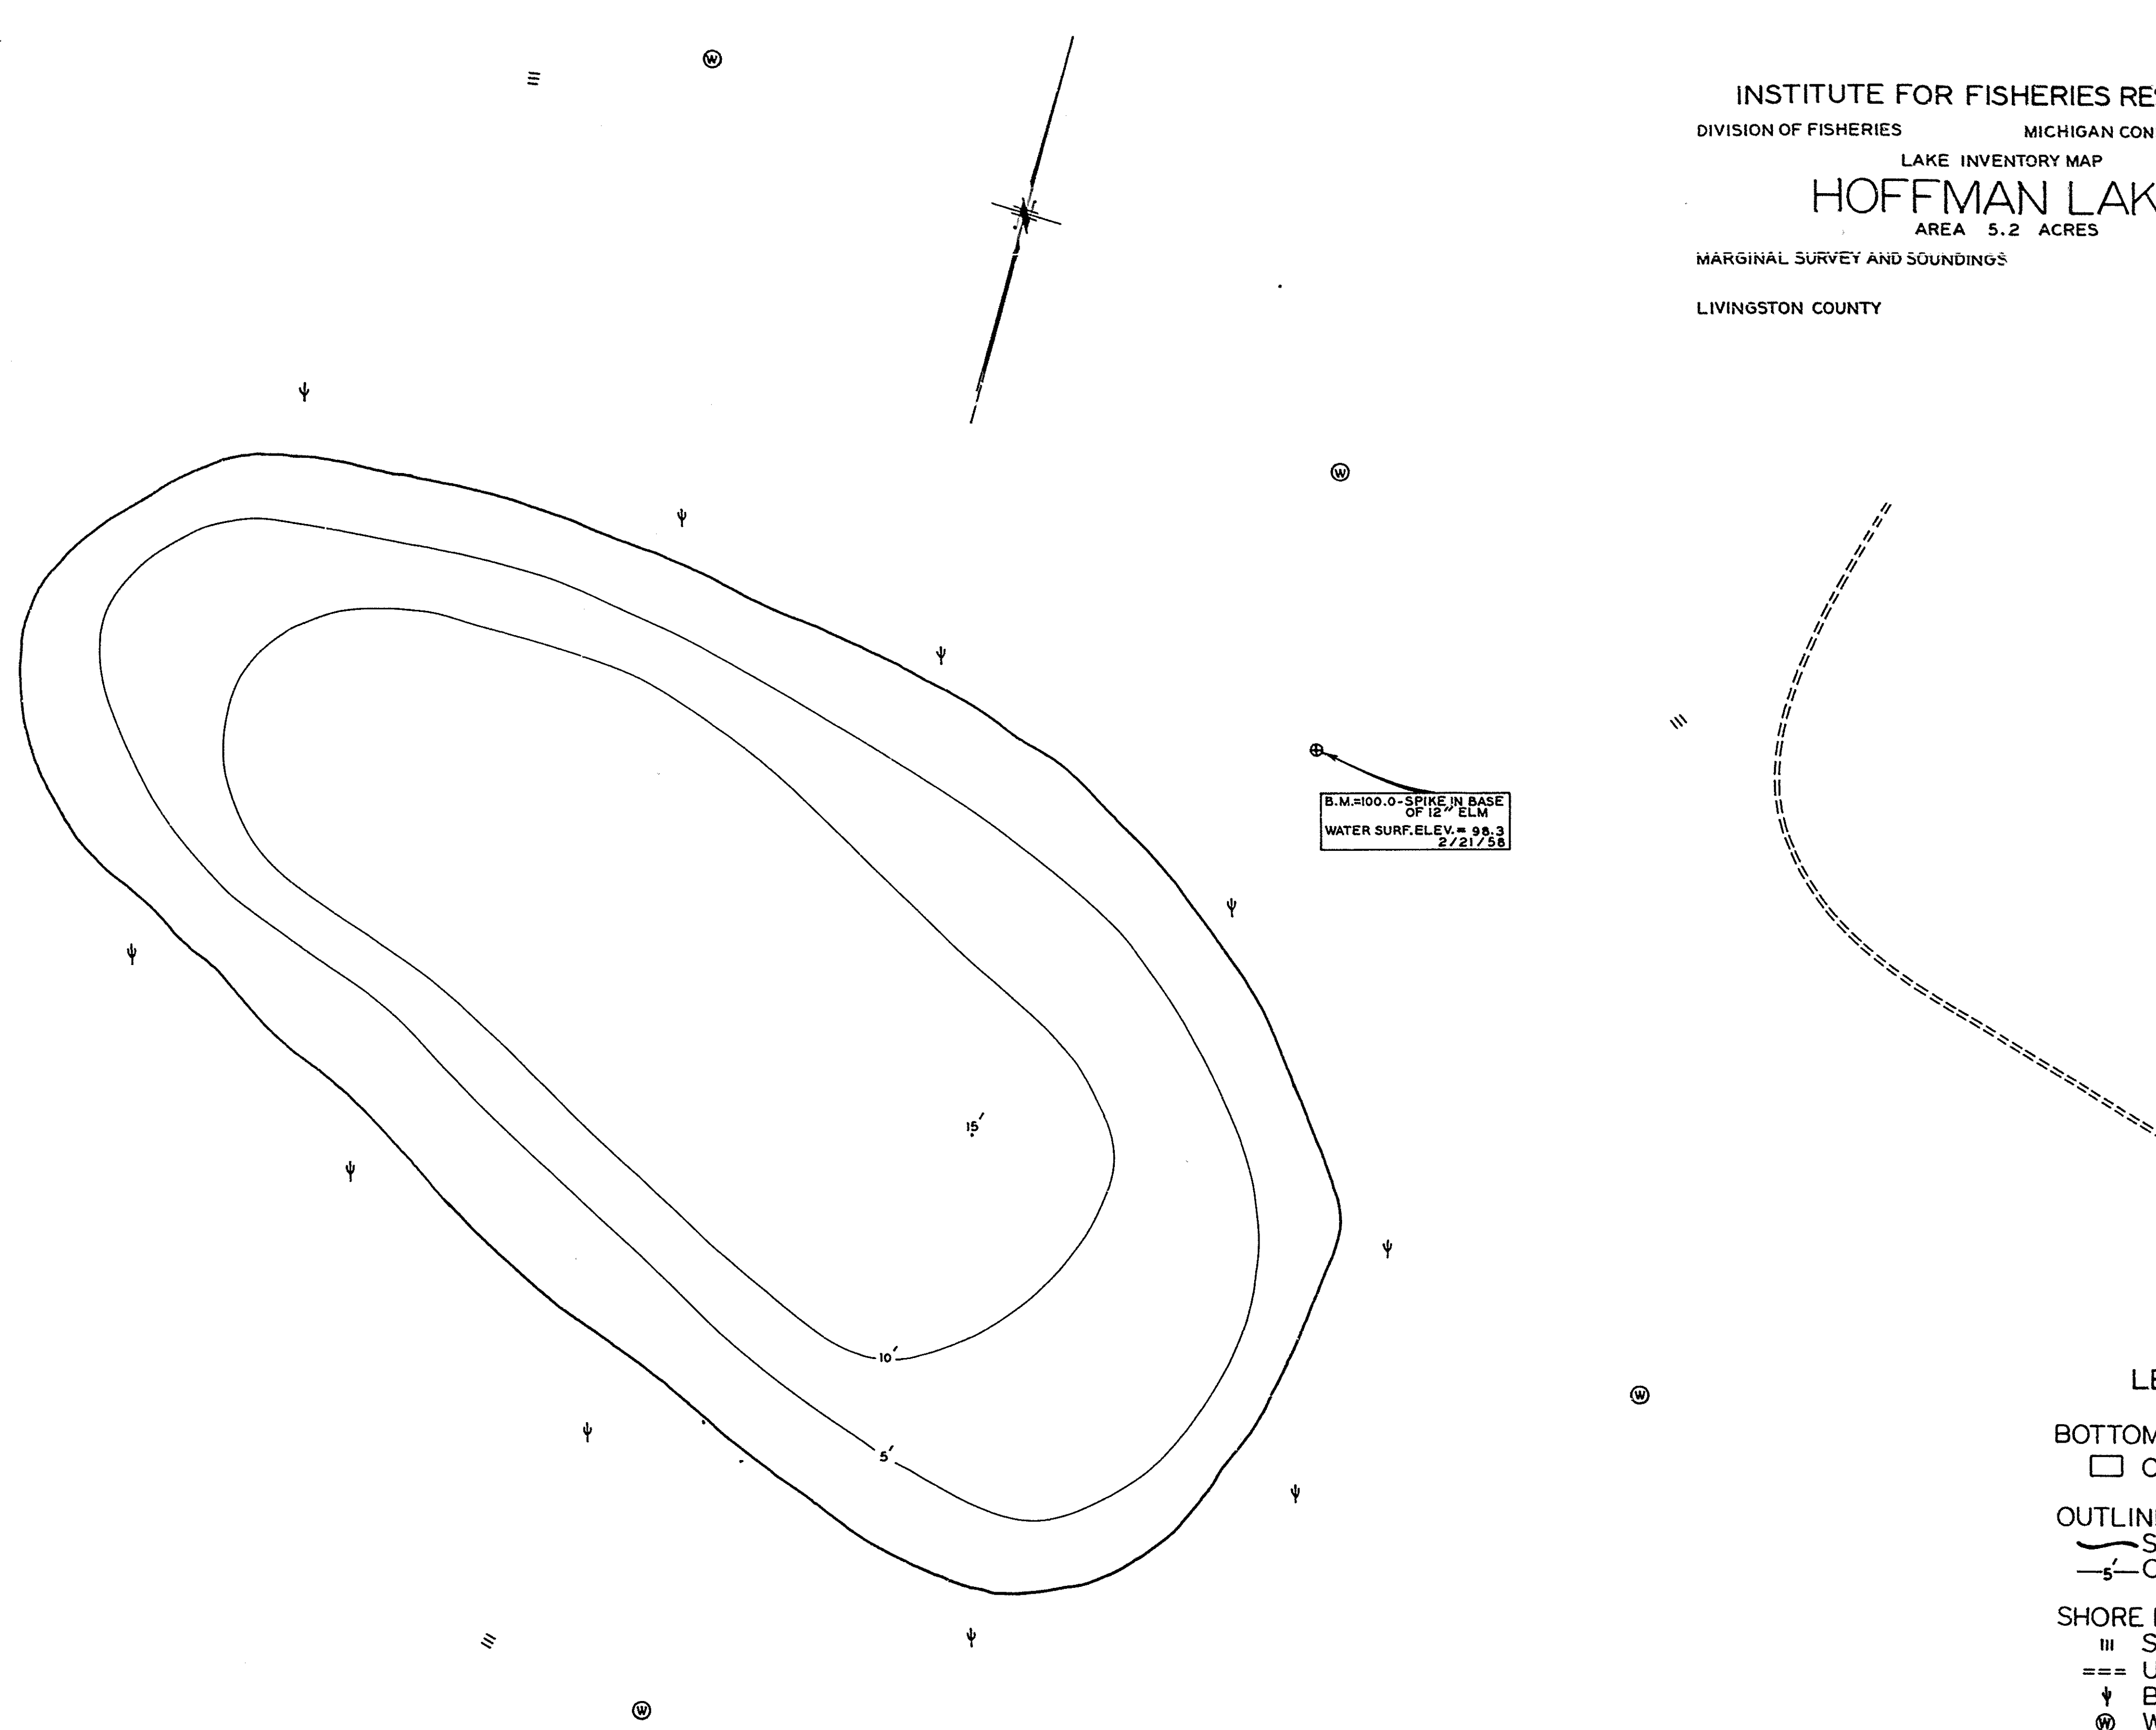 INSTITUTE FOR FISHERIES RE
DIVISION OF FISHERIES MICHIGAN CON
LAKE INVENTORY MAP
HOFFMAN LAK
AREA 5.2 ACRES
MARGINAL SURVEY AND SOUNDINGS
LIVINGSTON COUNTY
W
W
B.M.=100.0-SPIKE IN BASE
OF 12" ELM
WATER SURF.ELEV.= 98.3
2/21/58
15'
10'
5'
W
W
LE
BOTTOM
OUTLIN
S
5'
SHORE
S
U
B
W W